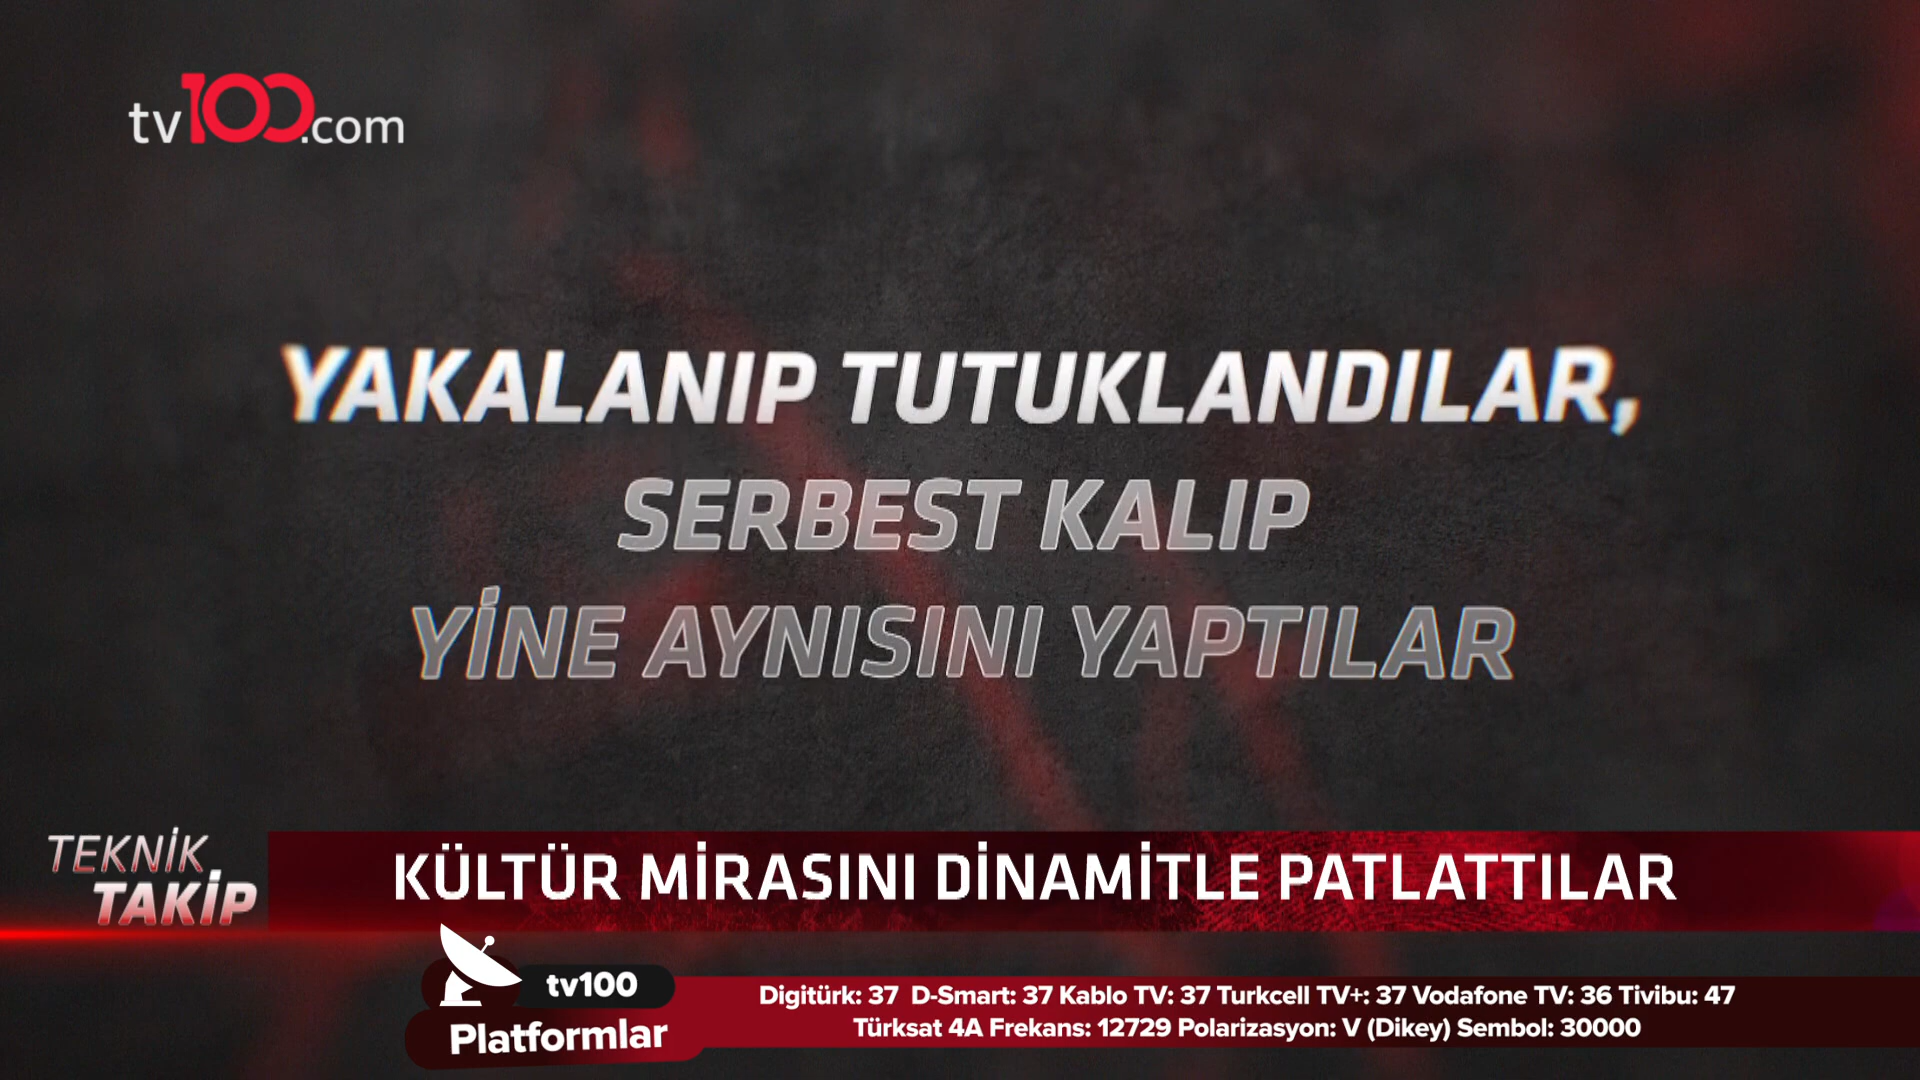 tv100.com
YAKALANIP TUTUKLANDILAR,
SERBEST KALIP
YİNE AYNISINI YAPTILAR
TEKNİK
TAKİP
KÜLTÜR MİRASINI DİNAMİTLE PATLATTILAR
tv100
Platformlar
Digitürk: 37 D-Smart: 37 Kablo TV: 37 Turkcell TV+: 37 Vodafone TV: 36 Tivibu: 47
Türksat 4A Frekans: 12729 Polarizasyon: V (Dikey) Sembol: 30000